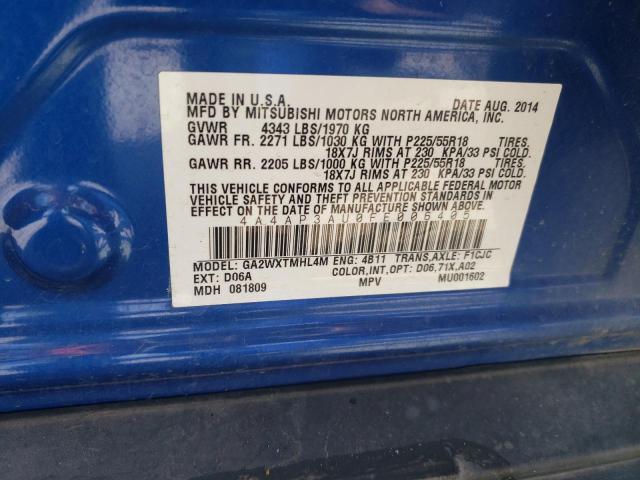 MADE IN U.S.A. DATE AUG. 2014
MFD BY MITSUBISHI MOTORS NORTH AMERICA, INC.
GVWR 4343 LBS/1970 KG
GAWR FR. 2271 LBS/1030 KG WITH P225/55R18 TIRES.
18X7J RIMS AT 230 KPA/33 PSI COLD.
GAWR RR. 2205 LBS/1000 KG WITH P225/55R18 TIRES.
18X7J RIMS AT 230 KPA/33 PSI COLD.
THIS VEHICLE CONFORMS TO ALL APPLICABLE FEDERAL MOTOR
VEHICLE SAFETY AND THEFT PREVENTION STANDARDS IN
EFFECT ON THE DATE OF MANUFACTURE SHOWN ABOVE.
4A4AP3AU0FE006405
MODEL: GA2WXTMHL4M ENG: 4B11 TRANS,AXLE: F1CJC
EXT: D06A COLOR,INT,OPT: D06,71X,A02
MDH 081809 MPV MU001602